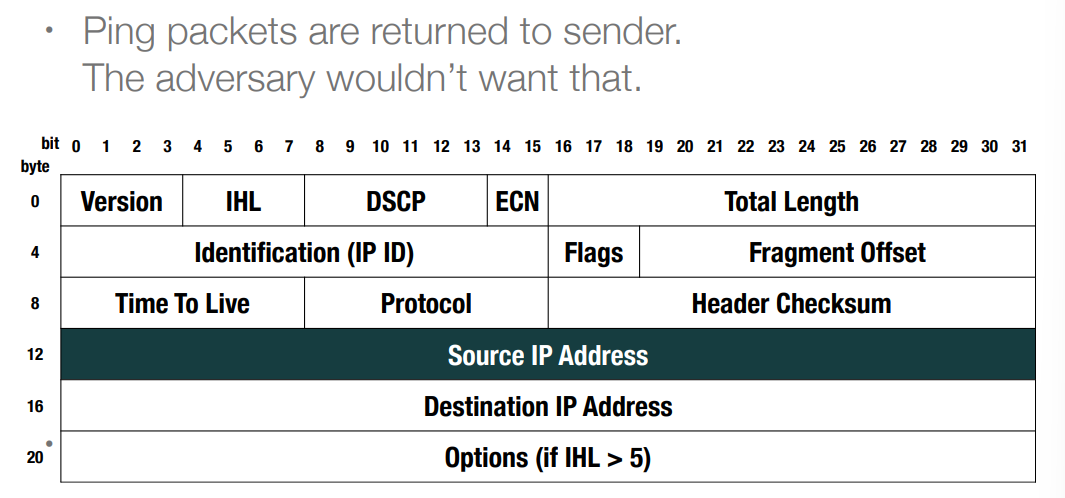 • Ping packets are returned to sender.
The adversary wouldn't want that.
bit 0 1 2 3 4 5 6 7 8 9 10 11 12 13 14 15 16 17 18 19 20 21 22 23 24 25 26 27 28 29 30 31
byte
0 Version IHL DSCP ECN Total Length
4 Identification (IP ID) Flags Fragment Offset
8 Time To Live Protocol Header Checksum
12 Source IP Address
16 Destination IP Address
20 Options (if IHL > 5)